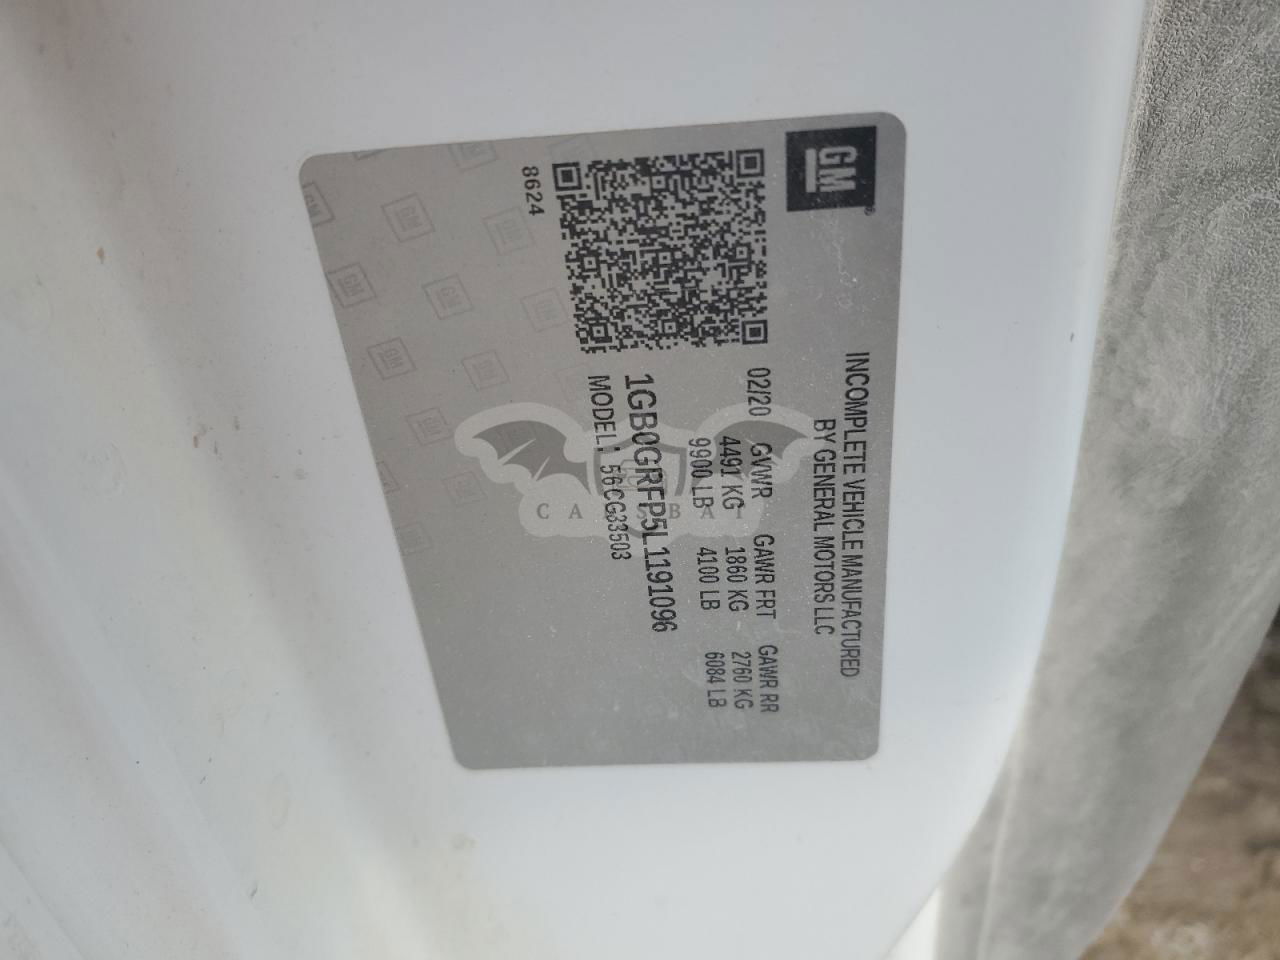 GM
INCOMPLETE VEHICLE MANUFACTURED
BY GENERAL MOTORS LLC
02/20 GVWR GAWR FRT GAWR RR
4491 KG 1860 KG 2760 KG
9900 LB 4100 LB 6084 LB
1GB0GRFP5L1191096
MODEL: 56CG33503
8624
CARSBAT